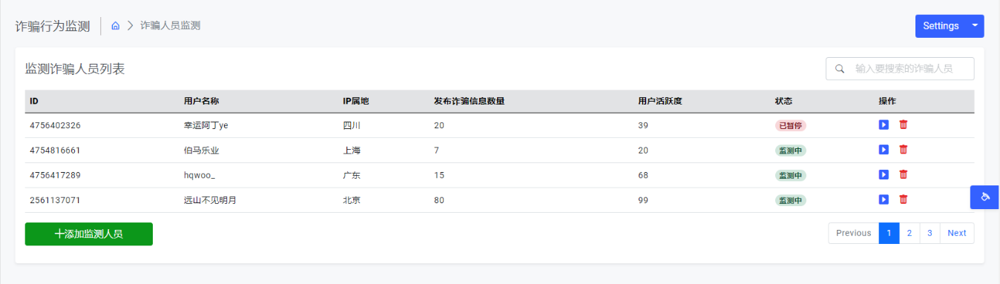 诈骗行为监测 诈骗人员监测 Settings
监测诈骗人员列表 输入要搜索的诈骗人员
ID 用户名称 IP属地 发布诈骗信息数量 用户活跃度 状态 操作
4756402326 幸运阿丁ye 四川 20 39 已暂停
4754816661 伯马乐业 上海 7 20 监测中
4756417289 hqwoo_ 广东 15 68 监测中
2561137071 远山不见明月 北京 80 99 监测中
+添加监测人员 Previous 1 2 3 Next